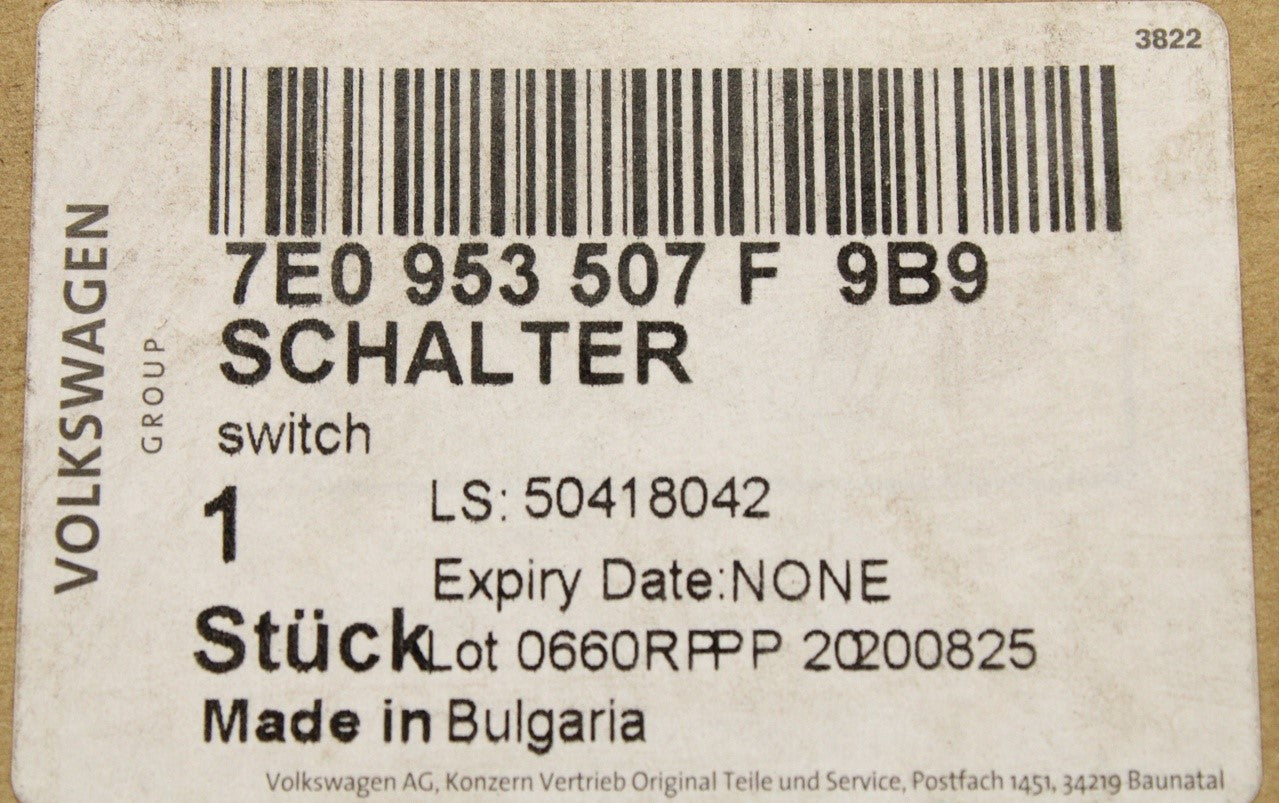 3822
7E0 953 507 F 9B9
SCHALTER
switch
1
LS: 50418042
Expiry Date:NONE
Stück
Lot 0660RPPPP 20200825
Made in Bulgaria
Volkswagen AG, Konzern Vertrieb Original Teile und Service, Postfach 1451, 34219 Baunatal
VOLKSWAGEN
GROUP